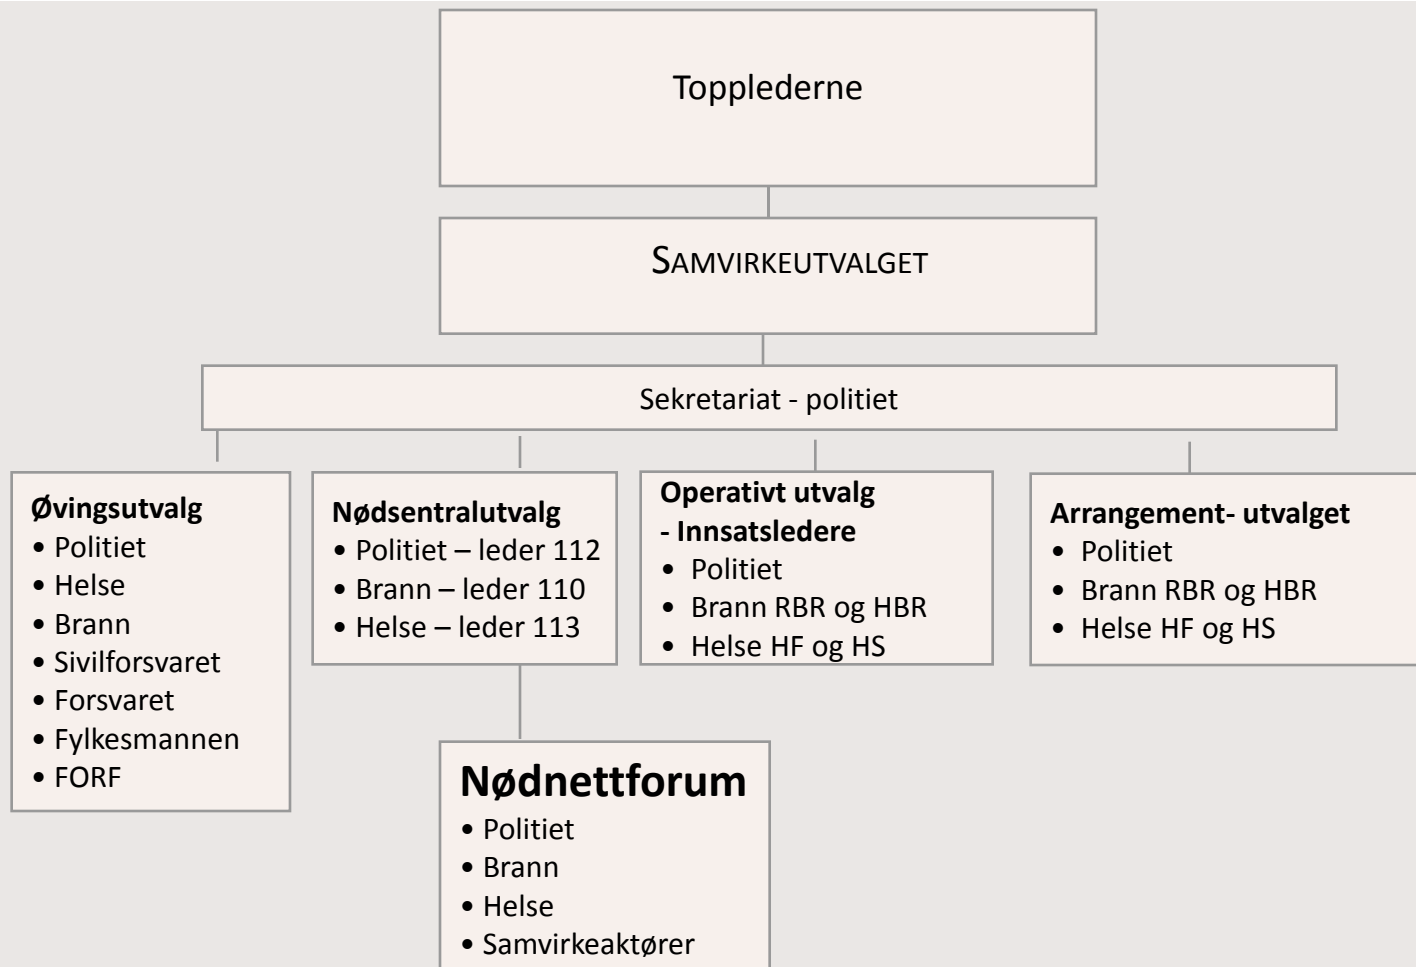 Topplederne
SAMVIRKEUTVALGET
Sekretariat - politiet
Øvingsutvalg
• Politiet
• Helse
• Brann
• Sivilforsvaret
• Forsvaret
• Fylkesmannen
• FORF
Nødsentralutvalg
• Politiet – leder 112
• Brann – leder 110
• Helse – leder 113
Operativt utvalg
- Innsatsledere
• Politiet
• Brann RBR og HBR
• Helse HF og HS
Arrangement- utvalget
• Politiet
• Brann RBR og HBR
• Helse HF og HS
Nødnettforum
• Politiet
• Brann
• Helse
• Samvirkeaktører